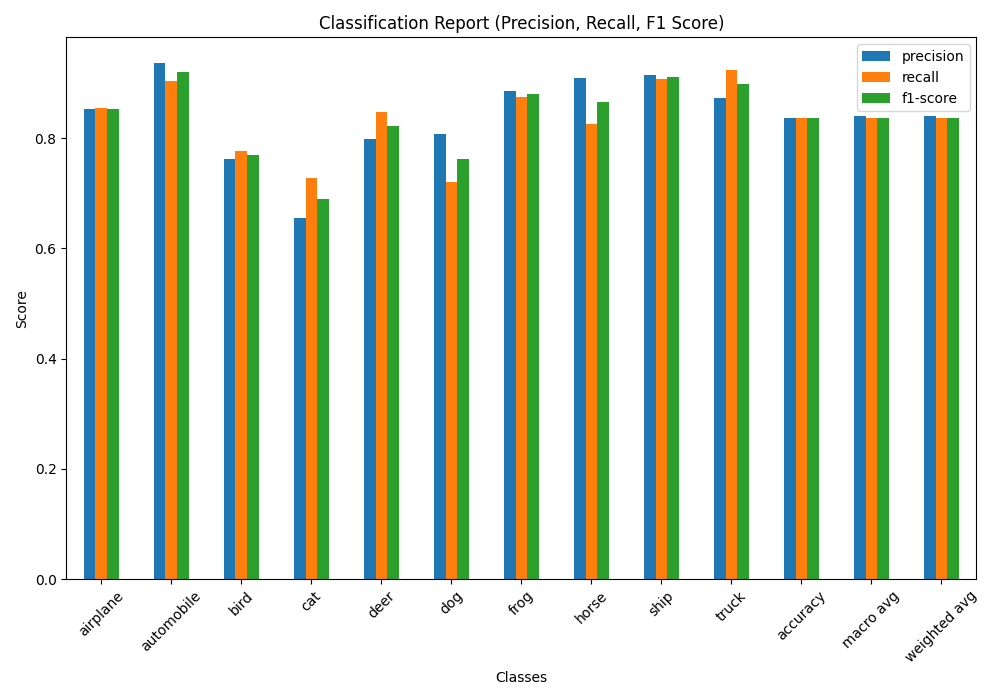 Classification Report (Precision, Recall, F1 Score)
precision
recall
f1-score
Score
0.8
0.6
0.4
0.2
0.0
airplane
automobile
bird
cat
deer
dog
frog
horse
ship
truck
accuracy
macro avg
weighted avg
Classes